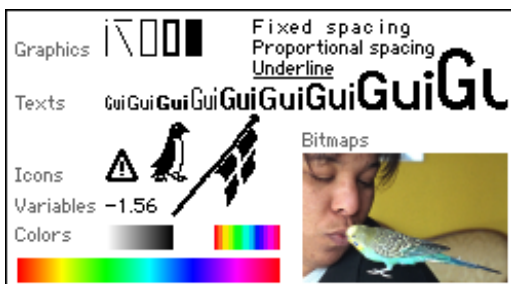 Graphics
Fixed spacing
Proportional spacing
Underline
Texts GuiGuiGuiGuiGuiGuiGuiGuiGu
Icons
Bitmaps
Variables -1.56
Colors